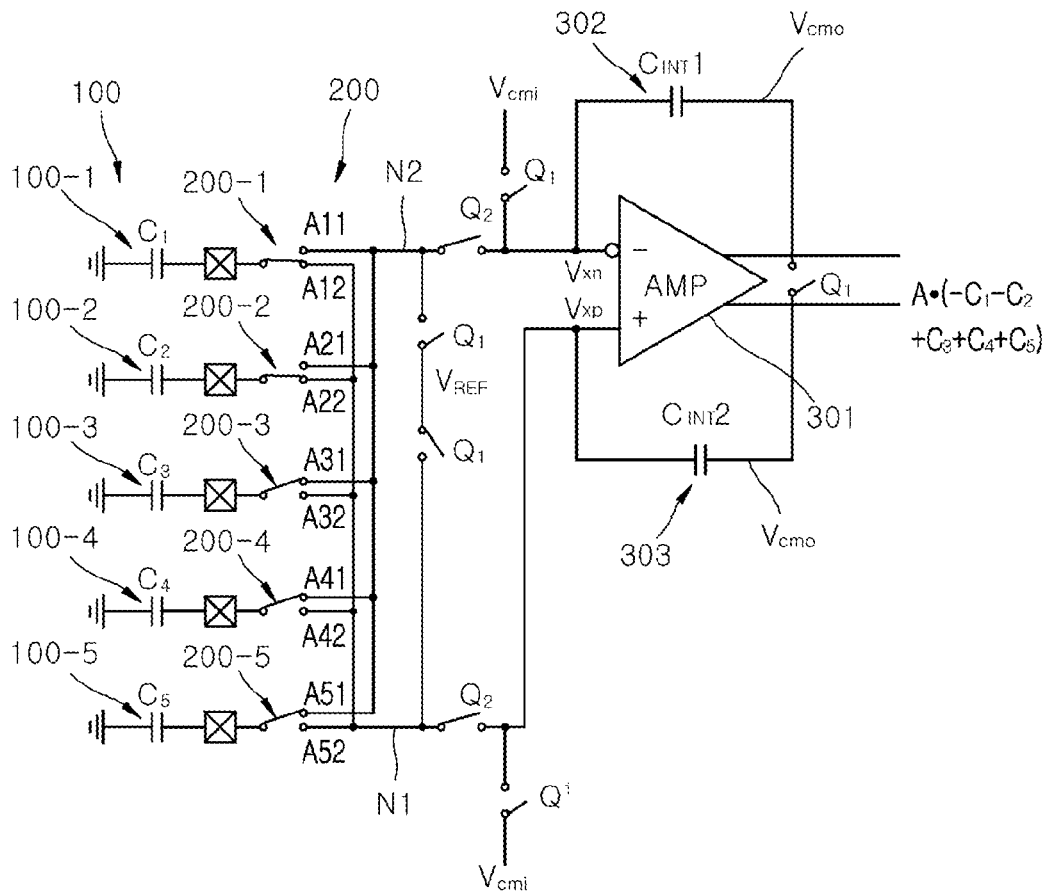 302
Vcmo
CINT1
100
200
Vcmi
100-1
200-1
N2
Q1
C1
A11
Q2
A12
Vxn
−
AMP
Q1
A•(-C1-C2
+C3+C4+C5)
100-2
200-2
Vxp
+
C2
A21
Q1
VREF
A22
301
100-3
200-3
CINT2
C3
A31
Q1
A32
100-4
200-4
303
Vcmo
C4
A41
A42
100-5
200-5
C5
A51
Q2
A52
N1
Q1
Vcmi